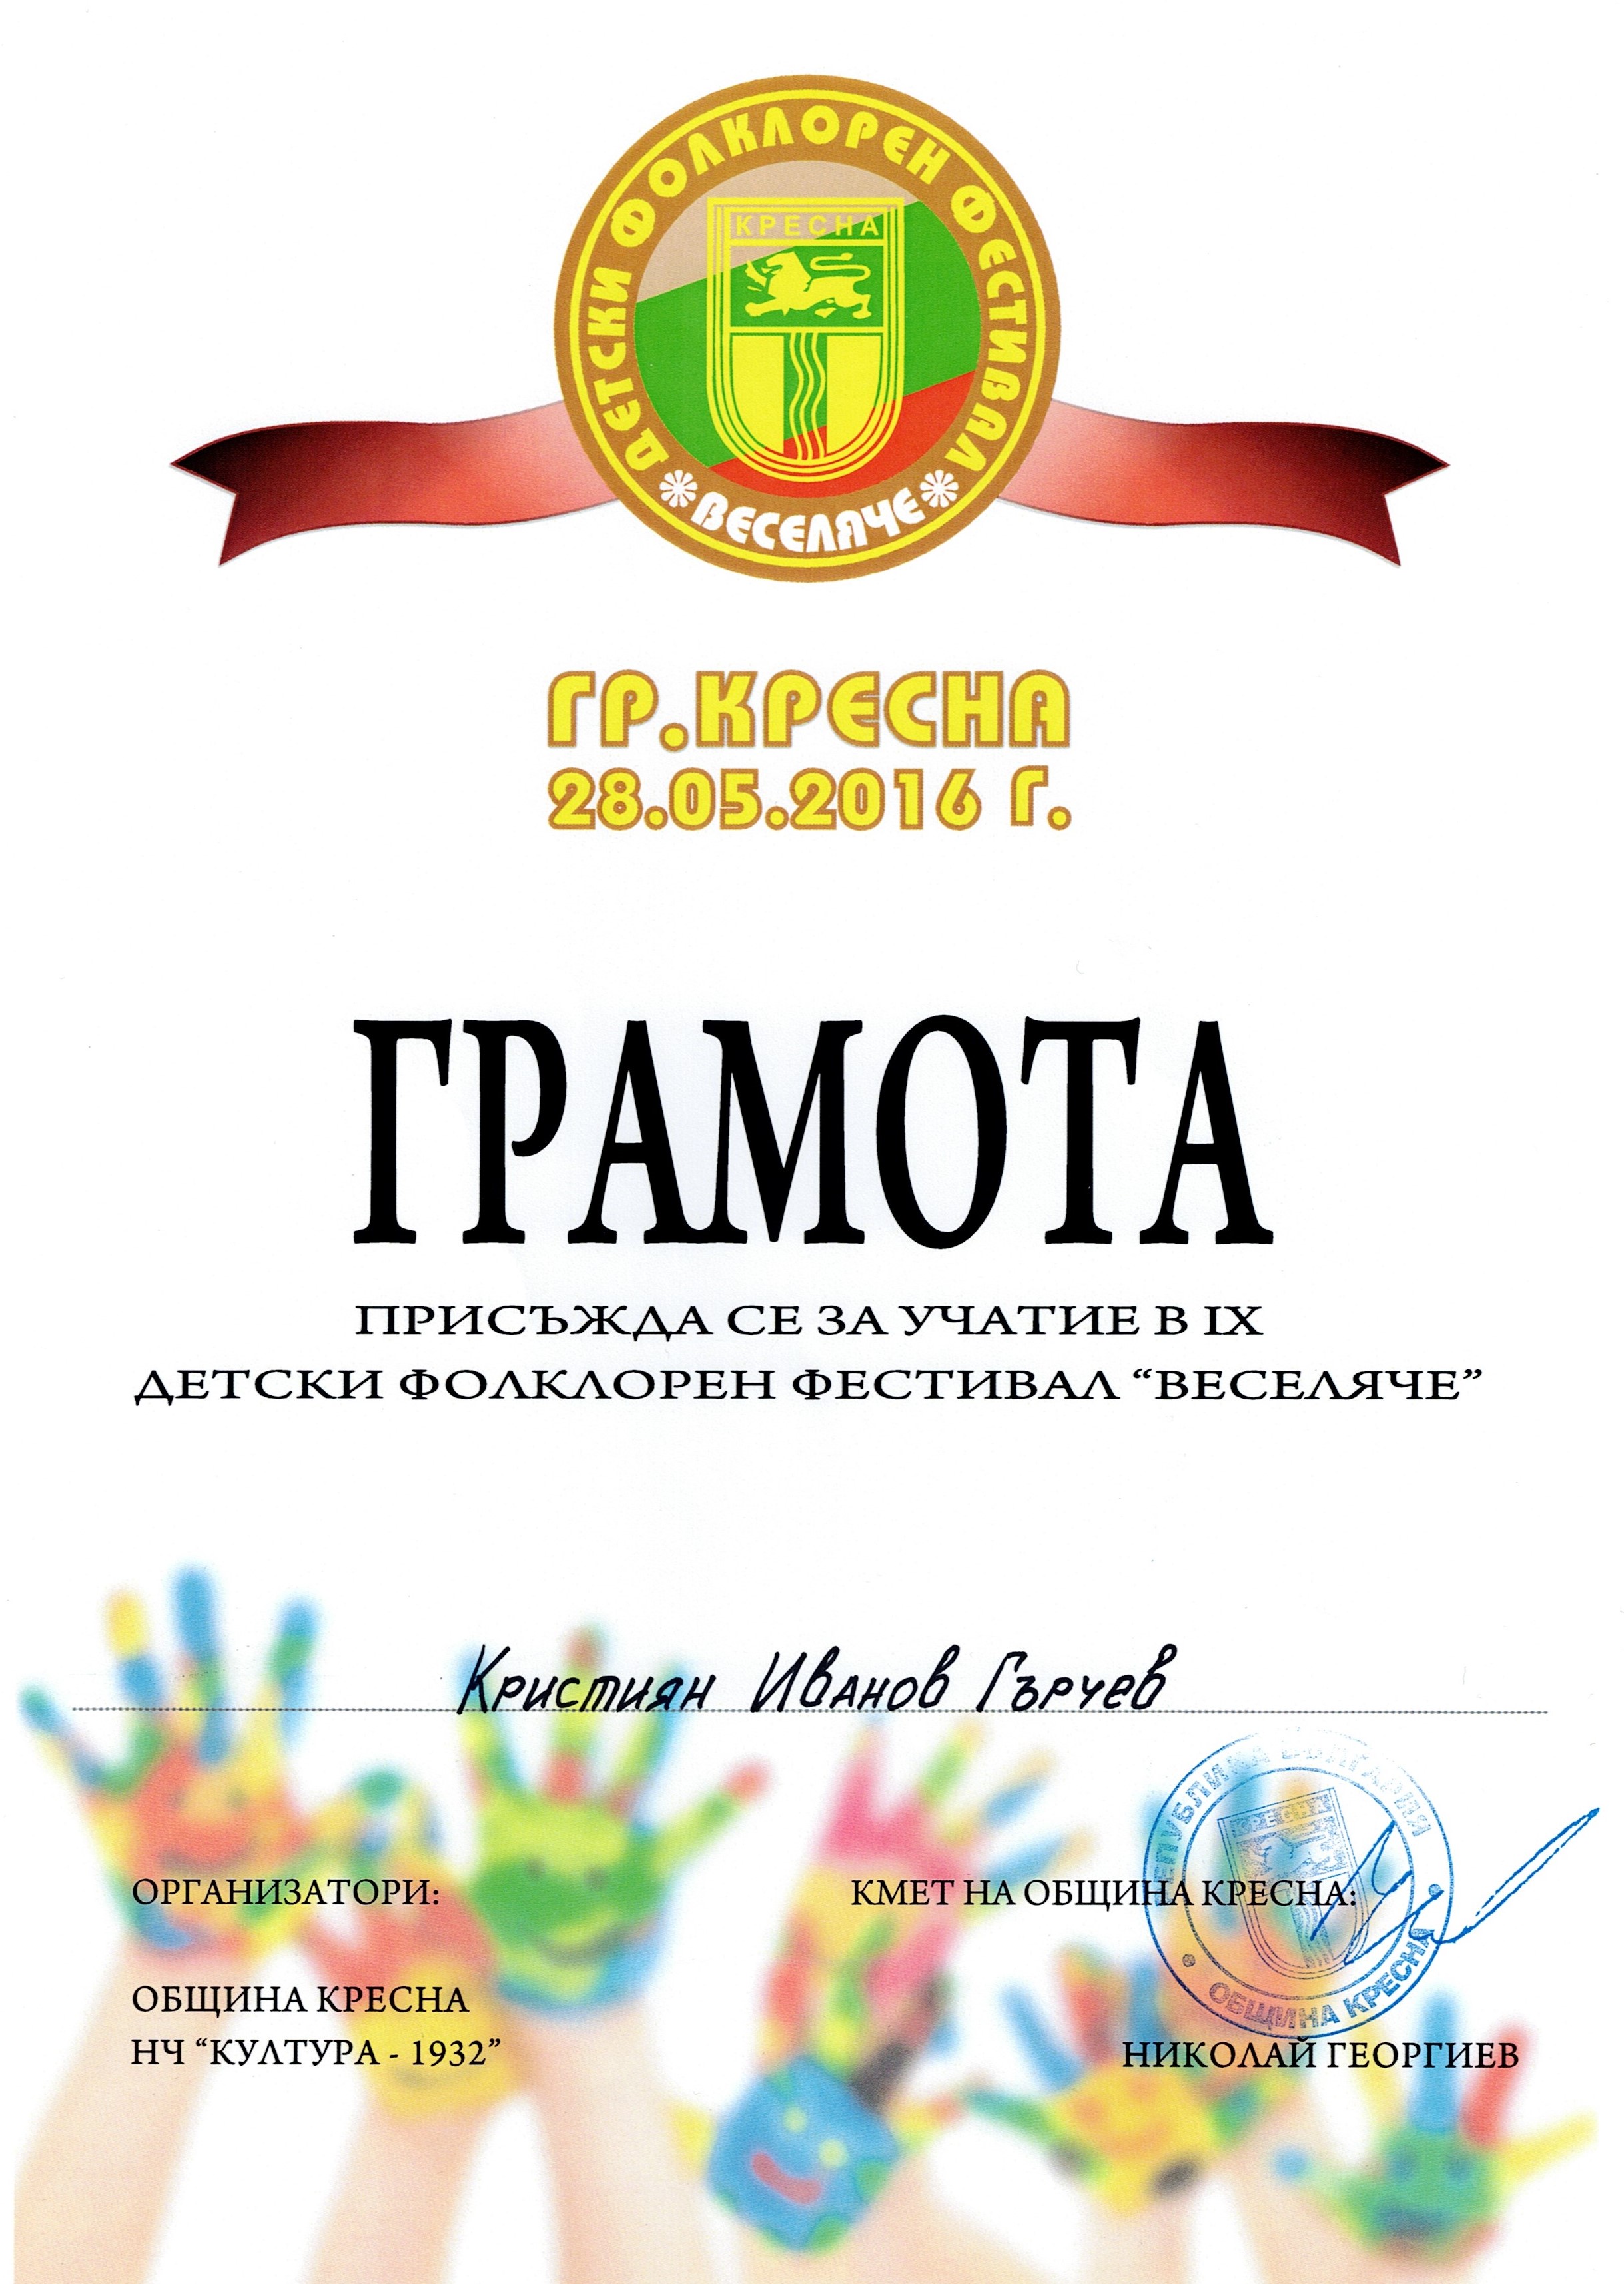 ДЕТСКИ ФОЛКЛОРЕН ФЕСТИВАЛ
КРЕСНА
ВЕСЕЛЯЧЕ
ГР.КРЕСНА
28.05.2016 Г.
ГРАМОТА
ПРИСЪЖДА СЕ ЗА УЧАТИЕ В IX
ДЕТСКИ ФОЛКЛОРЕН ФЕСТИВАЛ “ВЕСЕЛЯЧЕ”
Кристиян Иванов Гърчев
РЕПУБЛИКА БЪЛГАРИЯ
КРЕСНА
ОБЩИНА КРЕСНА
ОРГАНИЗАТОРИ:
КМЕТ НА ОБЩИНА КРЕСНА:
ОБЩИНА КРЕСНА
НЧ “КУЛТУРА - 1932”
НИКОЛАЙ ГЕОРГИЕВ